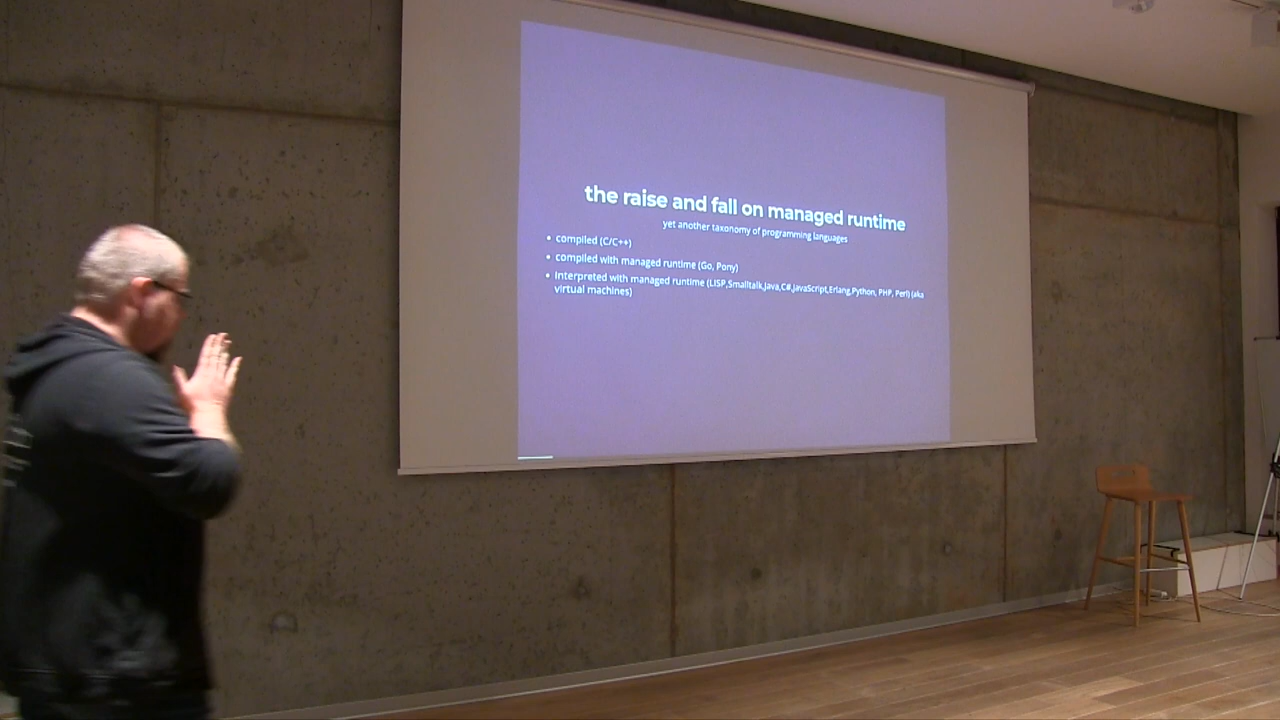 the raise and fall on managed runtime
yet another taxonomy of programming languages
• compiled (C/C++)
• compiled with managed runtime (Go, Pony)
• interpreted with managed runtime (LISP,Smalltalk,Java,C#,JavaScript,Erlang,Python, PHP, Perl) (aka
virtual machines)